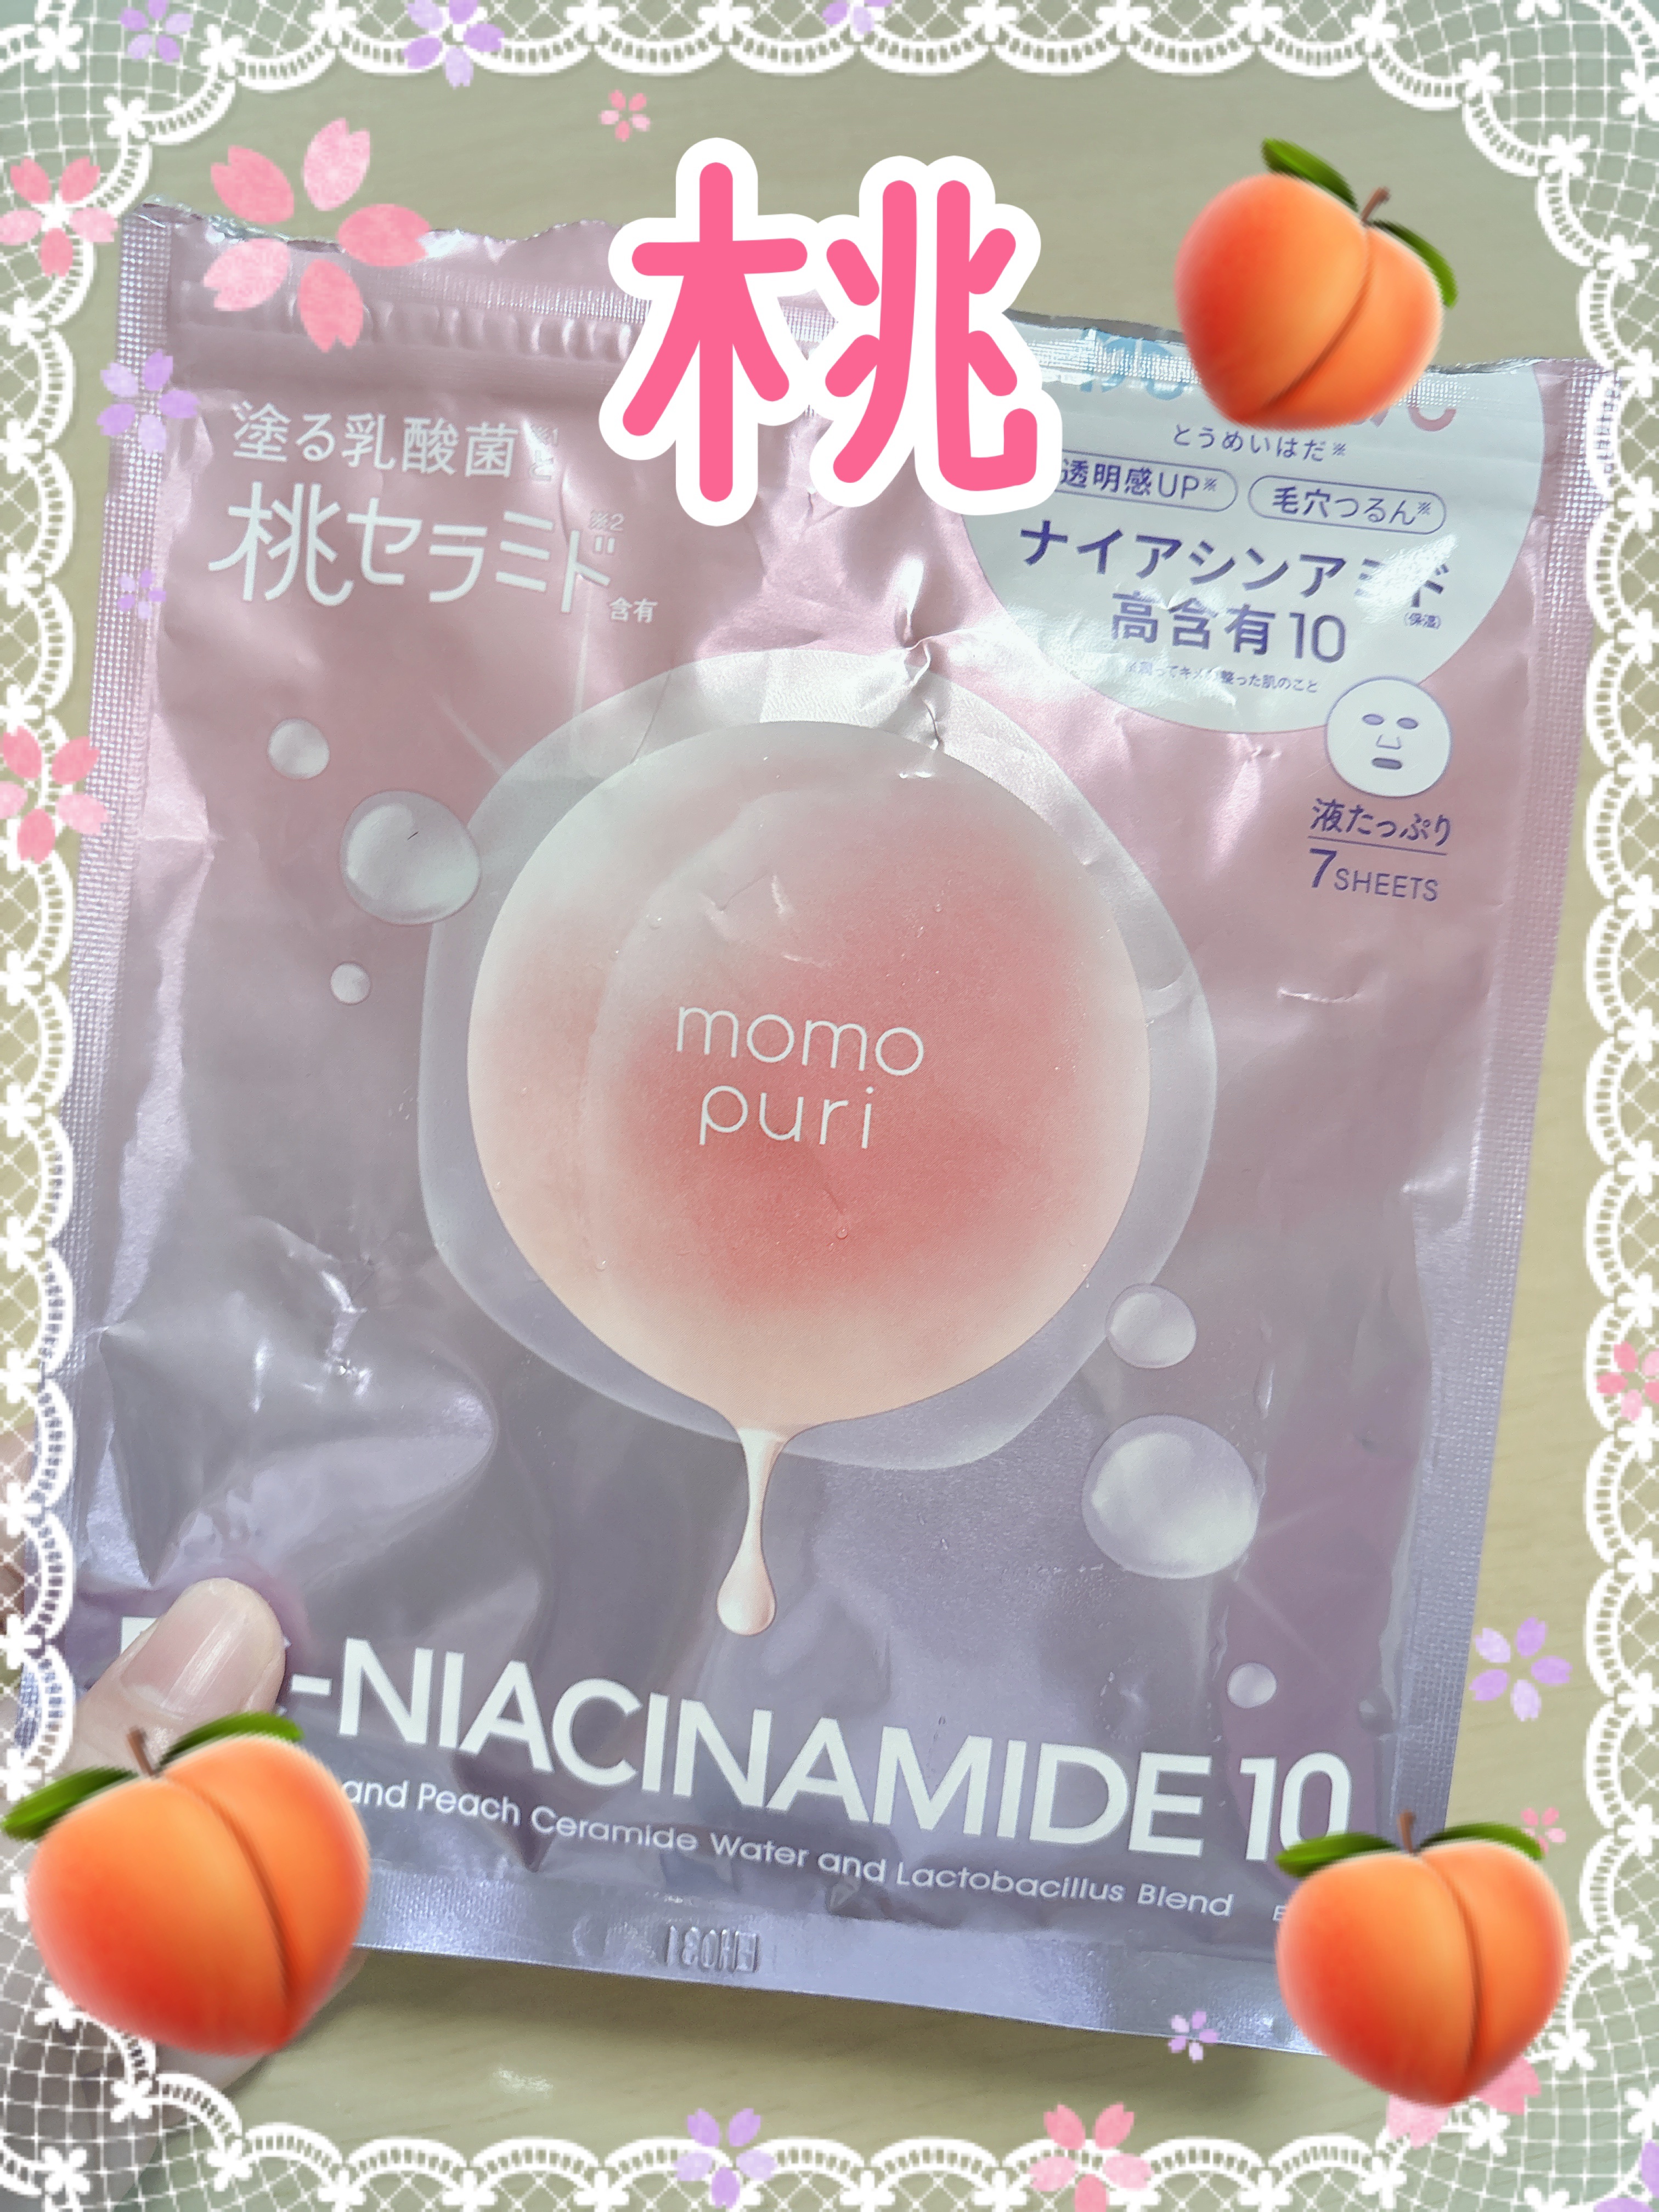 桃
塗る乳酸菌※1と
桃セラミド※2含有
とうめいはだ※
透明感UP※
毛穴つるん※
ナイアシンアミド
(保湿)
高含有10
液たっぷり
7SHEETS
momo
puri
-NIACINAMIDE 10
and Peach Ceramide Water and Lactobacillus Blend